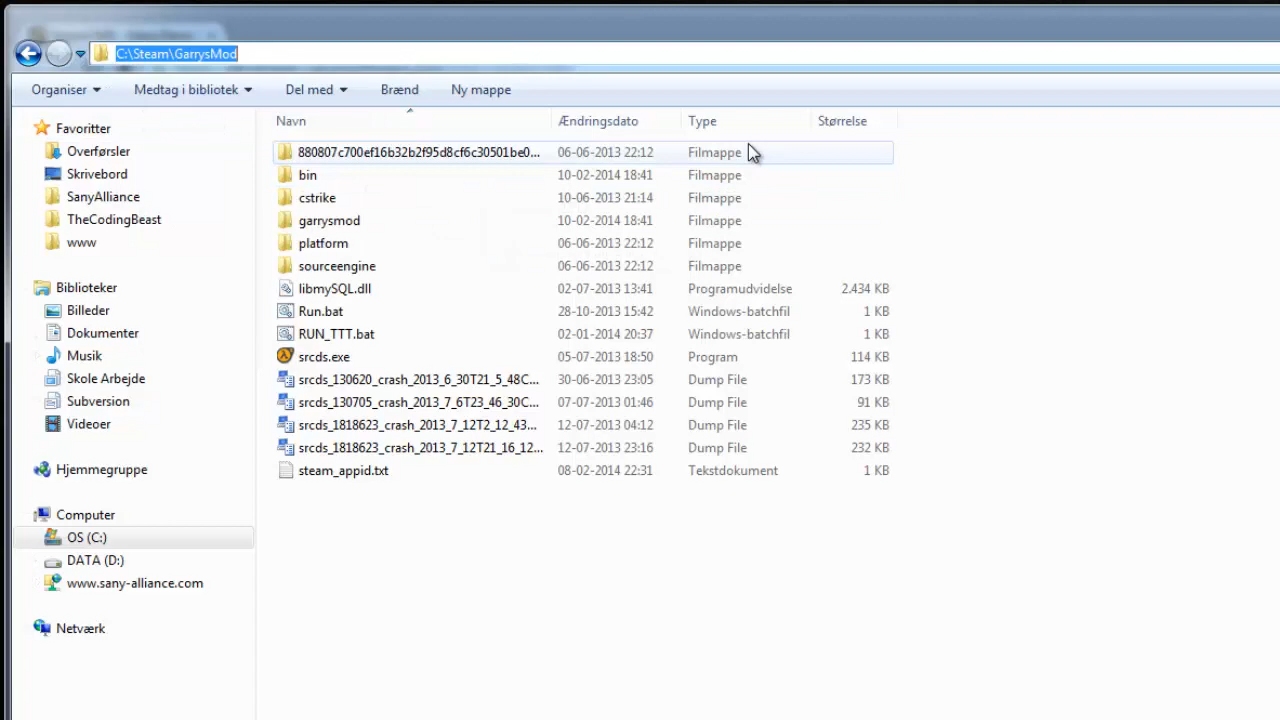 C:\Steam\GarrysMod
Organiser Medtag i bibliotek Del med Brænd Ny mappe
Favoritter
Overførsler
Skrivebord
SanyAlliance
TheCodingBeast
www
Biblioteker
Billeder
Dokumenter
Musik
Skole Arbejde
Subversion
Videoer
Hjemmegruppe
Computer
OS (C:)
DATA (D:)
www.sany-alliance.com
Netværk
Navn Ændringsdato Type Størrelse
880807c700ef16b32b2f95d8cf6c30501be0... 06-06-2013 22:12 Filmappe
bin 10-02-2014 18:41 Filmappe
cstrike 10-06-2013 21:14 Filmappe
garrysmod 10-02-2014 18:41 Filmappe
platform 06-06-2013 22:12 Filmappe
sourceengine 06-06-2013 22:12 Filmappe
libmySQL.dll 02-07-2013 13:41 Programudvidelse 2.434 KB
Run.bat 28-10-2013 15:42 Windows-batchfil 1 KB
RUN_TTT.bat 02-01-2014 20:37 Windows-batchfil 1 KB
srcds.exe 05-07-2013 18:50 Program 114 KB
srcds_130620_crash_2013_6_30T21_5_48C... 30-06-2013 23:05 Dump File 173 KB
srcds_130705_crash_2013_7_6T23_46_30C... 07-07-2013 01:46 Dump File 91 KB
srcds_1818623_crash_2013_7_12T2_12_43... 12-07-2013 04:12 Dump File 235 KB
srcds_1818623_crash_2013_7_12T21_16_12... 12-07-2013 23:16 Dump File 232 KB
steam_appid.txt 08-02-2014 22:31 Tekstdokument 1 KB